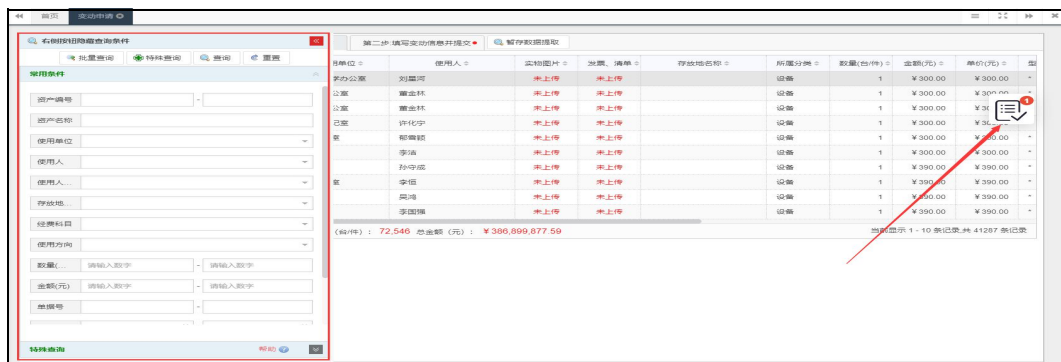 首页 变动申请
右侧按钮隐藏查询条件
批量查询 特殊查询 查询 重置
常用条件
资产编号 -
资产名称
使用单位
使用人
使用人...
存放地...
经费科目
使用方向
数量(... 请输入数字 - 请输入数字
金额(元) 请输入数字 - 请输入数字
单据号 -
特殊查询 帮助
第二步:填写变动信息并提交 暂存数据提取
用单位 使用人 实物图片 发票、清单 存放地名称 所属分类 数量(台/件) 金额(元) 单价(元) 型
学办公室 刘星河 未上传 未上传 设备 1 ¥300.00 ¥300.00 *
公室 董金林 未上传 未上传 设备 1 ¥300.00 ¥300.00
公室 董金林 未上传 未上传 设备 1 ¥300.00
己室 许化宁 未上传 未上传 设备 1 ¥300.00
室 郁雪颖 未上传 未上传 设备 1 ¥300.00 *
李洁 未上传 未上传 设备 1 ¥300.00 ¥300.00 *
孙守成 未上传 未上传 设备 1 ¥390.00 ¥390.00 *
室 李恒 未上传 未上传 设备 1 ¥390.00 ¥390.00 *
吴鸿 未上传 未上传 设备 1 ¥390.00 ¥390.00 *
李国强 未上传 未上传 设备 1 ¥390.00 ¥390.00 *
(台/件) : 72,546 总金额 (元) : ¥386,899,877.59 当前显示 1 - 10 条记录,共 41287 条记录
1